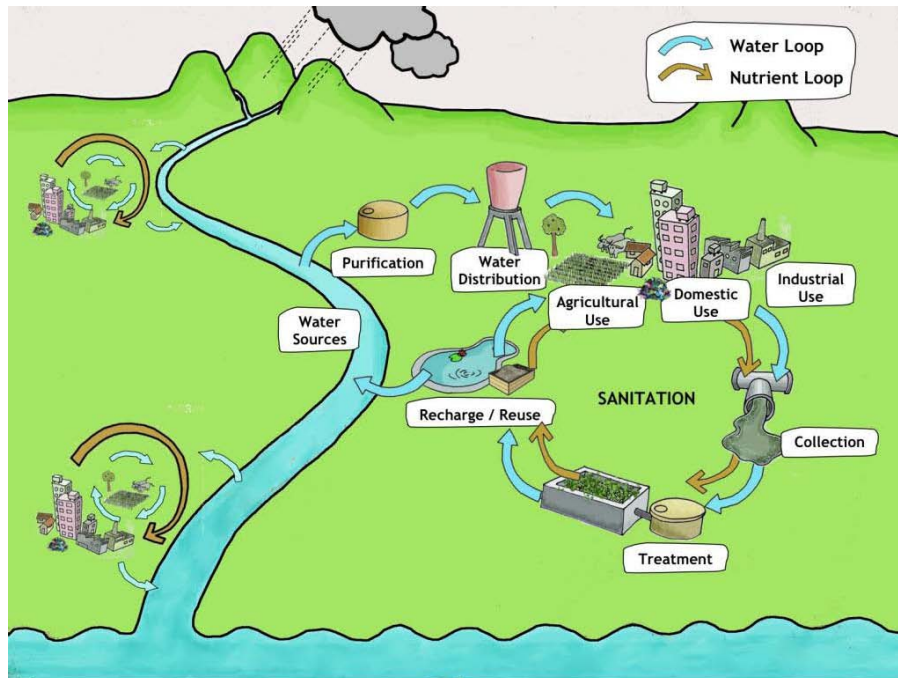 Water Loop
Nutrient Loop
Purification
Water
Distribution
Agricultural
Use
Domestic
Use
Industrial
Use
Water
Sources
Recharge / Reuse
SANITATION
Collection
Treatment